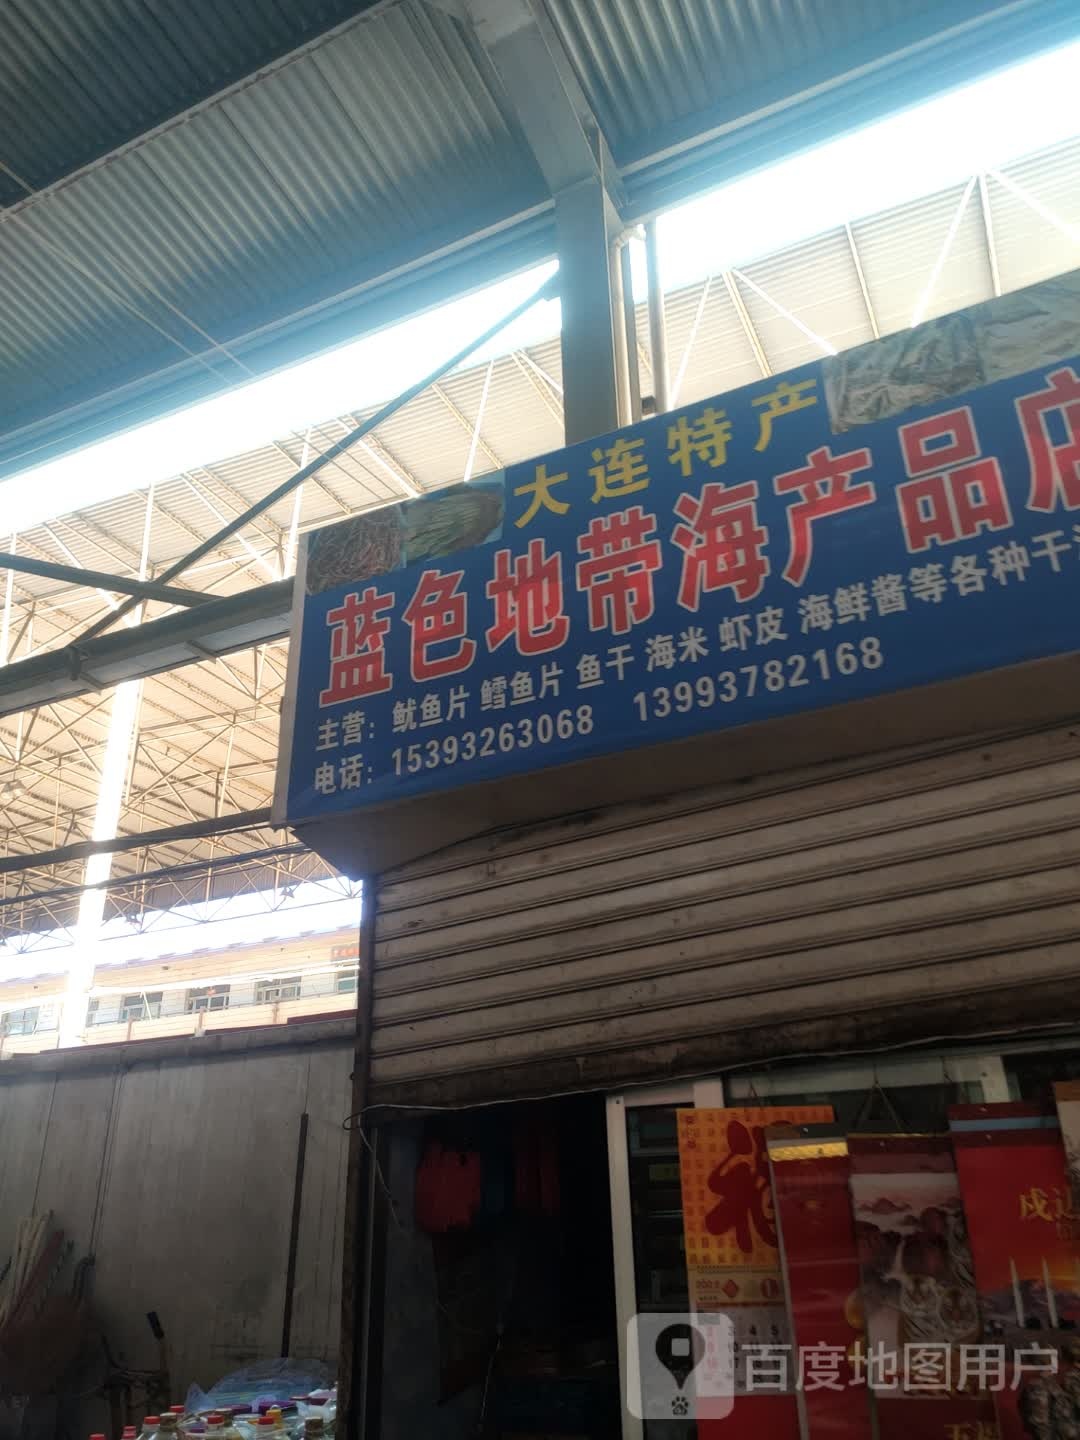 大连特产
蓝色地带海产品店
主营：鱿鱼片 鳕鱼片 鱼干 海米 虾皮 海鲜酱等各种干
电话：15393263068 13993782168
福
百度地图用户